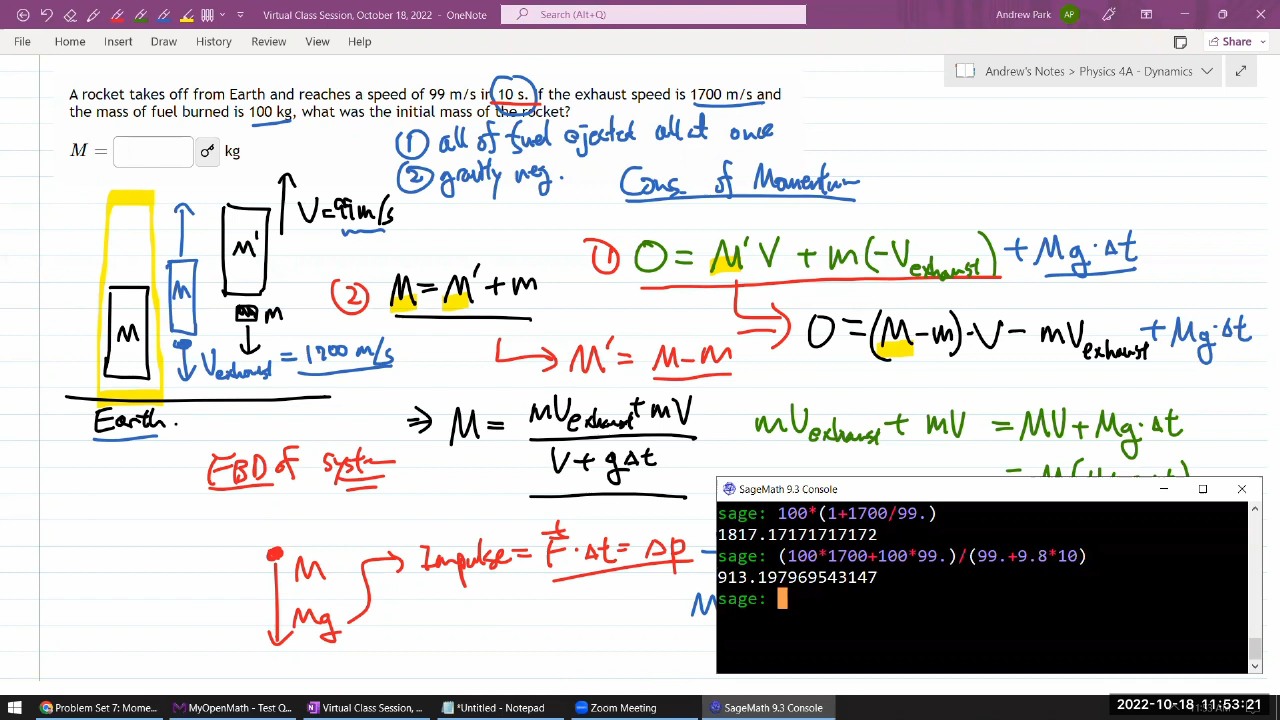 Virtual Class Session, October 18, 2022 - OneNote
Search (Alt+Q)
Andrew Park
AP
File Home Insert Draw History Review View Help
Share
A rocket takes off from Earth and reaches a speed of 99 m/s in 10 s. If the exhaust speed is 1700 m/s and
the mass of fuel burned is 100 kg, what was the initial mass of the rocket?
Andrew's Notes > Physics 4A - Dynamics
M = kg
① all of fuel ejected all at once
② gravity neg.
Cons. of Momentum
M
M
M'
V = 99 m/s
m
V exhaust = 1700 m/s
Earth.
① 0 = M'V + m(-V exhaust) + Mg·Δt
② M = M' + m
0 = (M-m)·V - mV exhaust + Mg·Δt
M' = M-m
⇒ M = (mV exhaust + mV) / (V + gΔt)
mV exhaust + mV = MV + Mg·Δt
FBD of system
M
Mg
Impulse = F·Δt = Δp
M
SageMath 9.3 Console
sage: 100*(1+1700/99.)
1817.17171717172
sage: (100*1700+100*99.)/(99.+9.8*10)
913.197969543147
sage:
Problem Set 7: Mome...
MyOpenMath - Test Q...
Virtual Class Session,...
*Untitled - Notepad
Zoom Meeting
SageMath 9.3 Console
2022-10-18 11:53:21